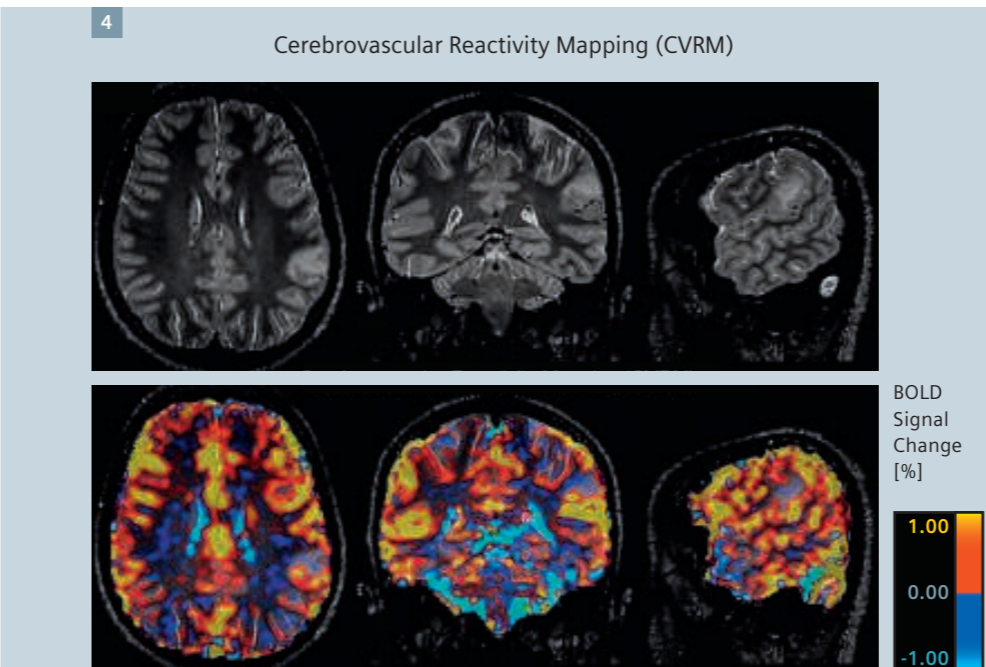 4
Cerebrovascular Reactivity Mapping (CVRM)
BOLD
Signal
Change
[%]
1.00
0.00
-1.00